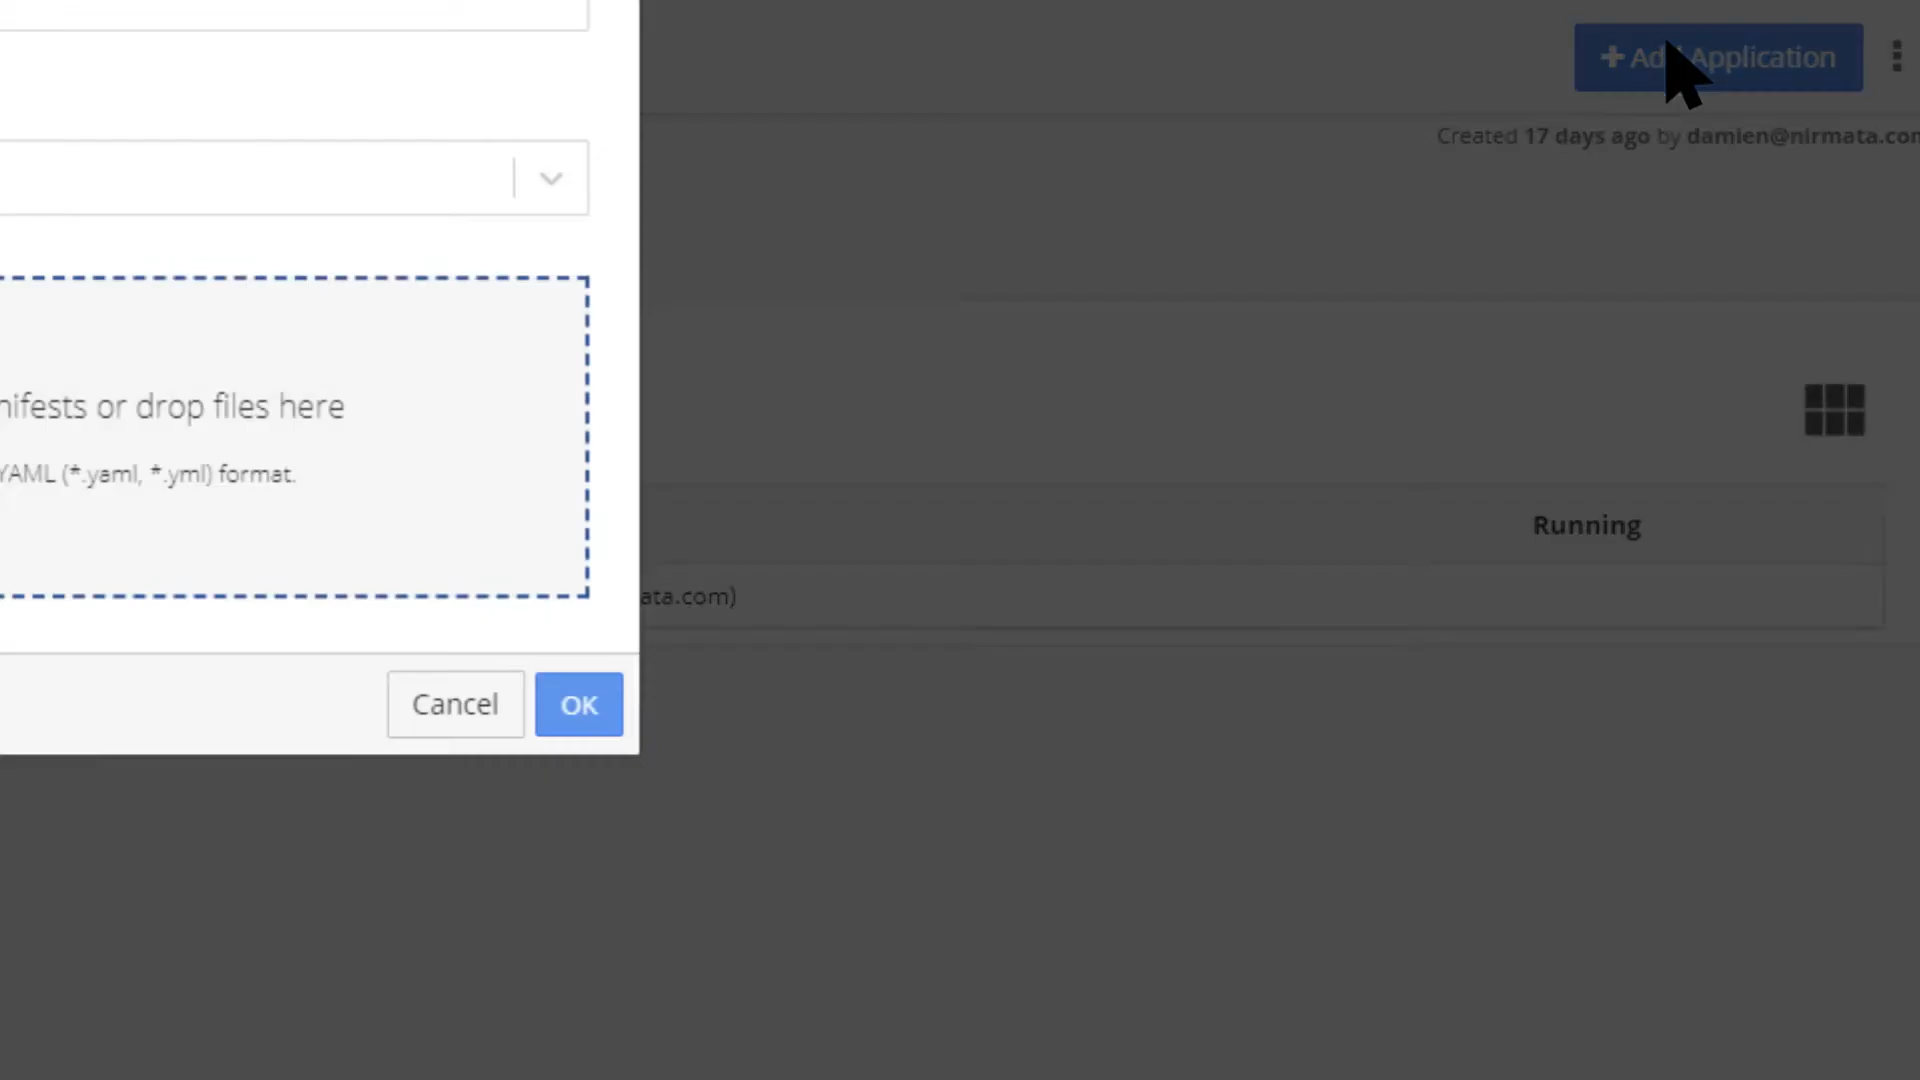 Add Application
Created 17 days ago by damien@nirmata.com
nifests or drop files here
YAML (*.yaml, *.yml) format.
Running
ata.com)
Cancel
OK